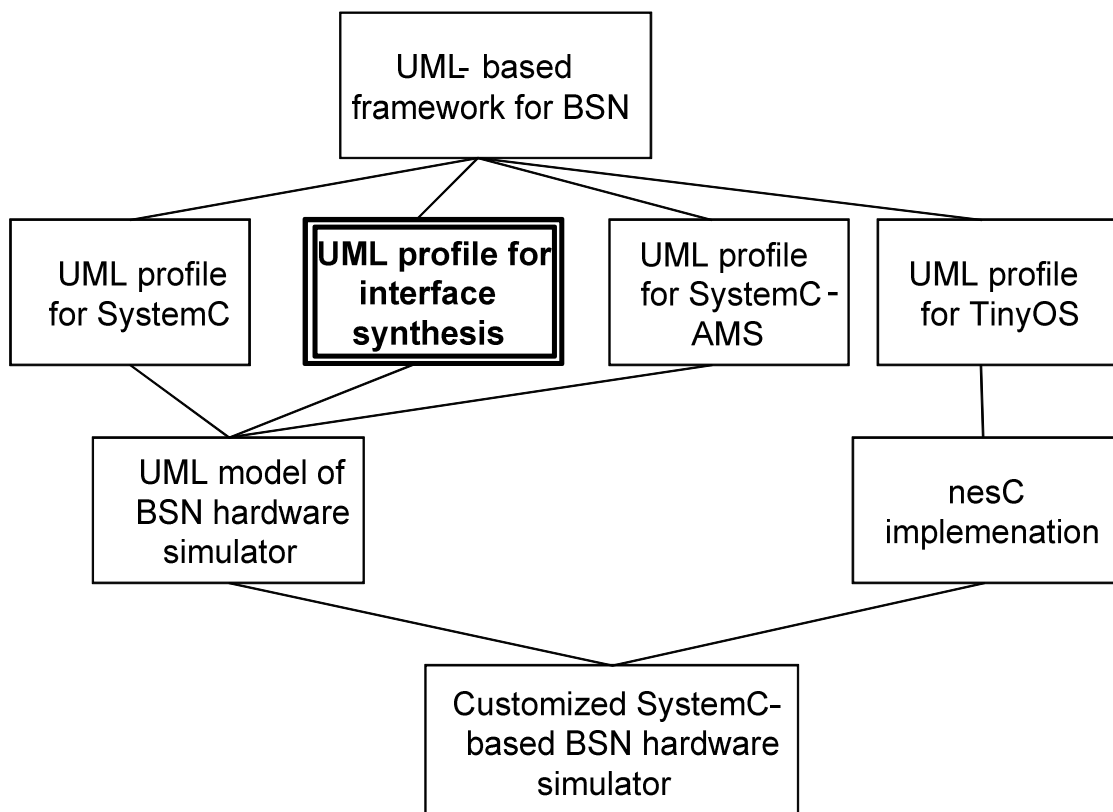 UML- based
framework for BSN
UML profile
for SystemC
UML profile for
interface
synthesis
UML profile
for SystemC-
AMS
UML profile
for TinyOS
UML model of
BSN hardware
simulator
nesC
implemenation
Customized SystemC-
based BSN hardware
simulator